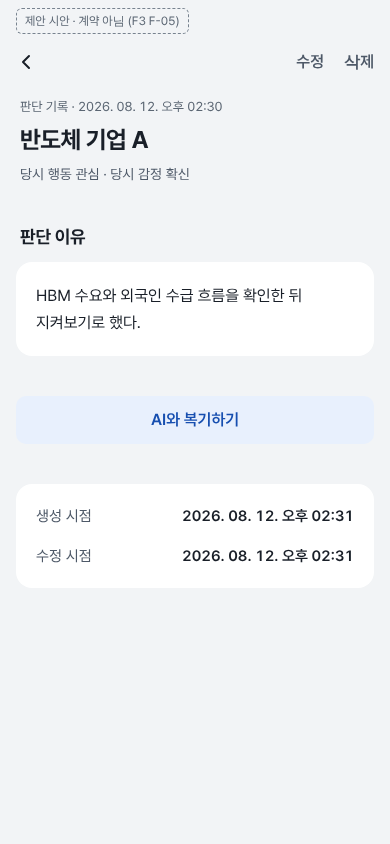 제안 시안 · 계약 아님 (F3 F-05)
수정 삭제
판단 기록 · 2026. 08. 12. 오후 02:30
반도체 기업 A
당시 행동 관심 · 당시 감정 확신
판단 이유
HBM 수요와 외국인 수급 흐름을 확인한 뒤
지켜보기로 했다.
AI와 복기하기
생성 시점 2026. 08. 12. 오후 02:31
수정 시점 2026. 08. 12. 오후 02:31